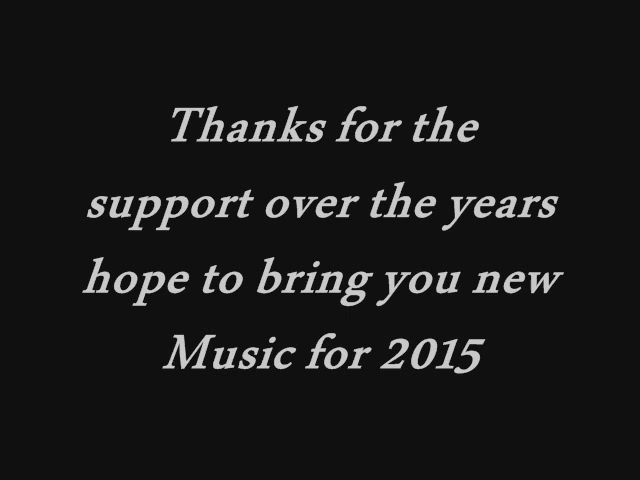 Thanks for the
support over the years
hope to bring you new
Music for 2015